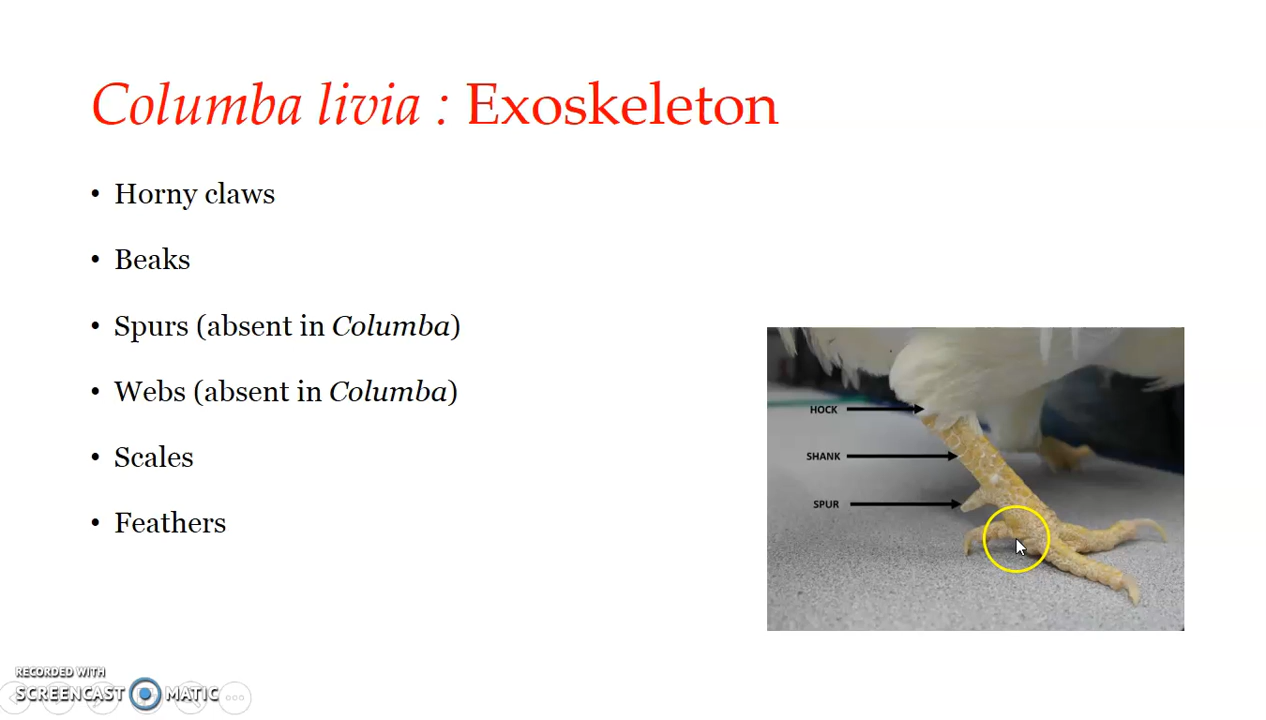 Columba livia : Exoskeleton
• Horny claws
• Beaks
• Spurs (absent in Columba)
• Webs (absent in Columba)
• Scales
• Feathers
HOCK
SHANK
SPUR
RECORDED WITH
SCREENCAST MATIC